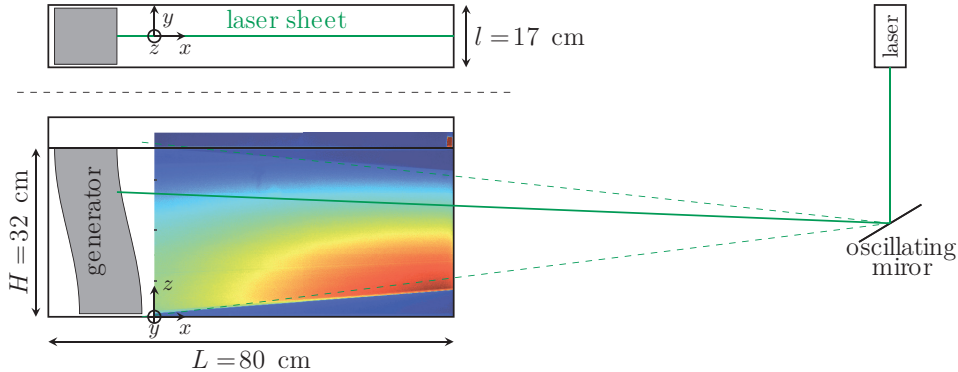 y
laser sheet
z
x
l = 17 cm
laser
H = 32 cm
generator
z
y
x
L = 80 cm
oscillating
miror